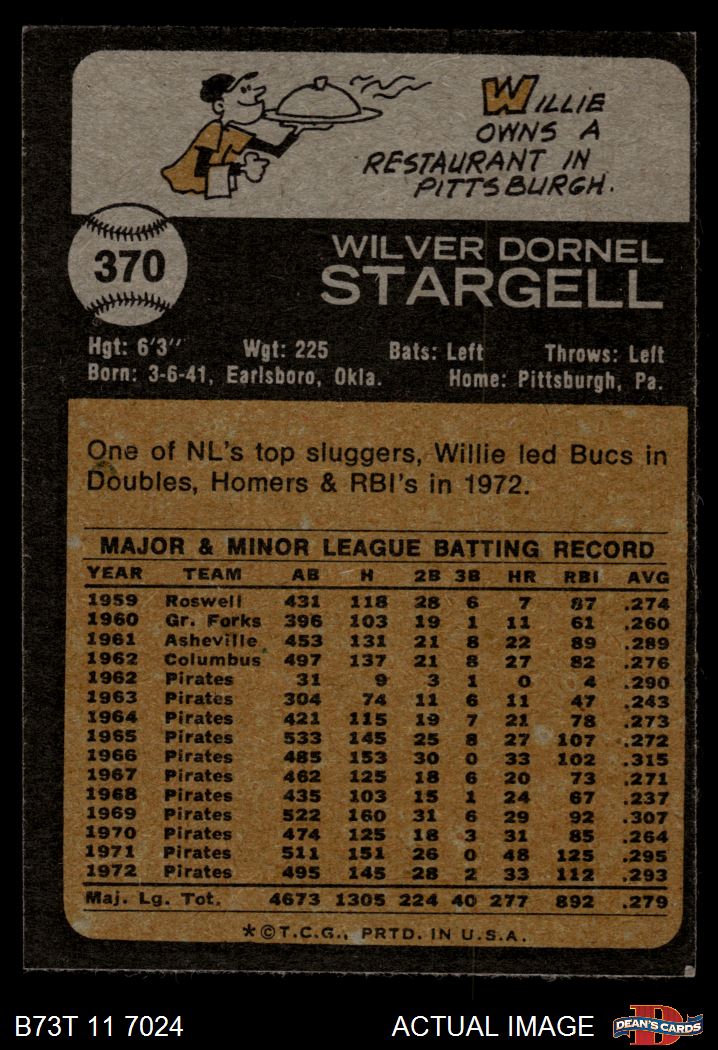 WILLIE
OWNS A
RESTAURANT IN
PITTSBURGH.
370
WILVER DORNEL
STARGELL
Hgt: 6'3" Wgt: 225 Bats: Left Throws: Left
Born: 3-6-41, Earlsboro, Okla. Home: Pittsburgh, Pa.
One of NL's top sluggers, Willie led Bucs in
Doubles, Homers & RBI's in 1972.
MAJOR & MINOR LEAGUE BATTING RECORD
YEAR TEAM AB H 2B 3B HR RBI AVG
1959 Roswell 431 118 28 6 7 87 .274
1960 Gr. Forks 396 103 19 1 11 61 .260
1961 Asheville 453 131 21 8 22 89 .289
1962 Columbus 497 137 21 8 27 82 .276
1962 Pirates 31 9 3 1 0 4 .290
1963 Pirates 304 74 11 6 11 47 .243
1964 Pirates 421 115 19 7 21 78 .273
1965 Pirates 533 145 25 8 27 107 .272
1966 Pirates 485 153 30 0 33 102 .315
1967 Pirates 462 125 18 6 20 73 .271
1968 Pirates 435 103 15 1 24 67 .237
1969 Pirates 522 160 31 6 29 92 .307
1970 Pirates 474 125 18 3 31 85 .264
1971 Pirates 511 151 26 0 48 125 .295
1972 Pirates 495 145 28 2 33 112 .293
Maj. Lg. Tot. 4673 1305 224 40 277 892 .279
*©T.C.G., PRTD. IN U.S.A.
B73T 11 7024 ACTUAL IMAGE DEAN'S CARDS